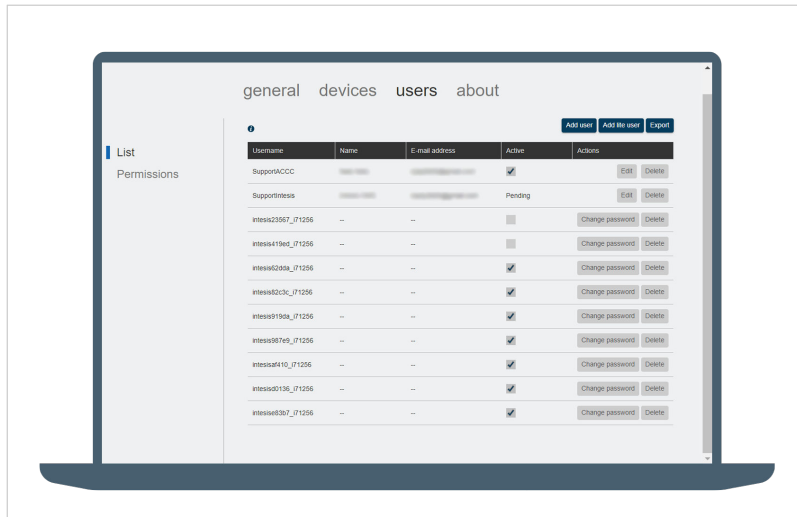 general devices users about
Add user Add lite user Export
List
Permissions
Username Name E-mail address Active Actions
SupportACCC Edit Delete
SupportIntesis Pending Edit Delete
intesis23567_i71256 -- -- Change password Delete
intesis419ed_i71256 -- -- Change password Delete
intesis62dda_i71256 -- -- Change password Delete
intesis82c3c_i71256 -- -- Change password Delete
intesis919da_i71256 -- -- Change password Delete
intesis987e9_i71256 -- -- Change password Delete
intesisaf410_i71256 -- -- Change password Delete
intesisd0136_i71256 -- -- Change password Delete
intesise83b7_i71256 -- -- Change password Delete